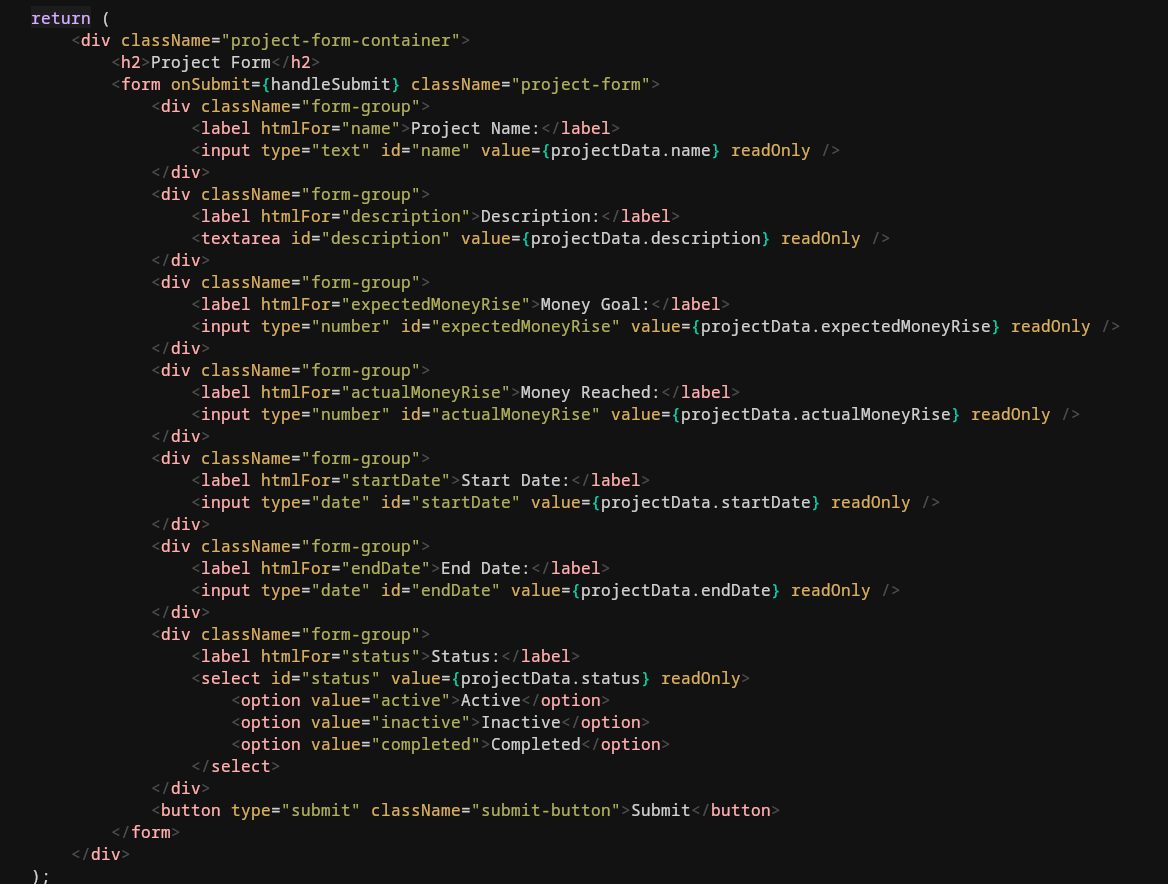 return (
    <div className="project-form-container">
        <h2>Project Form</h2>
        <form onSubmit={handleSubmit} className="project-form">
            <div className="form-group">
                <label htmlFor="name">Project Name:</label>
                <input type="text" id="name" value={projectData.name} readOnly />
            </div>
            <div className="form-group">
                <label htmlFor="description">Description:</label>
                <textarea id="description" value={projectData.description} readOnly />
            </div>
            <div className="form-group">
                <label htmlFor="expectedMoneyRise">Money Goal:</label>
                <input type="number" id="expectedMoneyRise" value={projectData.expectedMoneyRise} readOnly />
            </div>
            <div className="form-group">
                <label htmlFor="actualMoneyRise">Money Reached:</label>
                <input type="number" id="actualMoneyRise" value={projectData.actualMoneyRise} readOnly />
            </div>
            <div className="form-group">
                <label htmlFor="startDate">Start Date:</label>
                <input type="date" id="startDate" value={projectData.startDate} readOnly />
            </div>
            <div className="form-group">
                <label htmlFor="endDate">End Date:</label>
                <input type="date" id="endDate" value={projectData.endDate} readOnly />
            </div>
            <div className="form-group">
                <label htmlFor="status">Status:</label>
                <select id="status" value={projectData.status} readOnly>
                    <option value="active">Active</option>
                    <option value="inactive">Inactive</option>
                    <option value="completed">Completed</option>
                </select>
            </div>
            <button type="submit" className="submit-button">Submit</button>
        </form>
    </div>
);